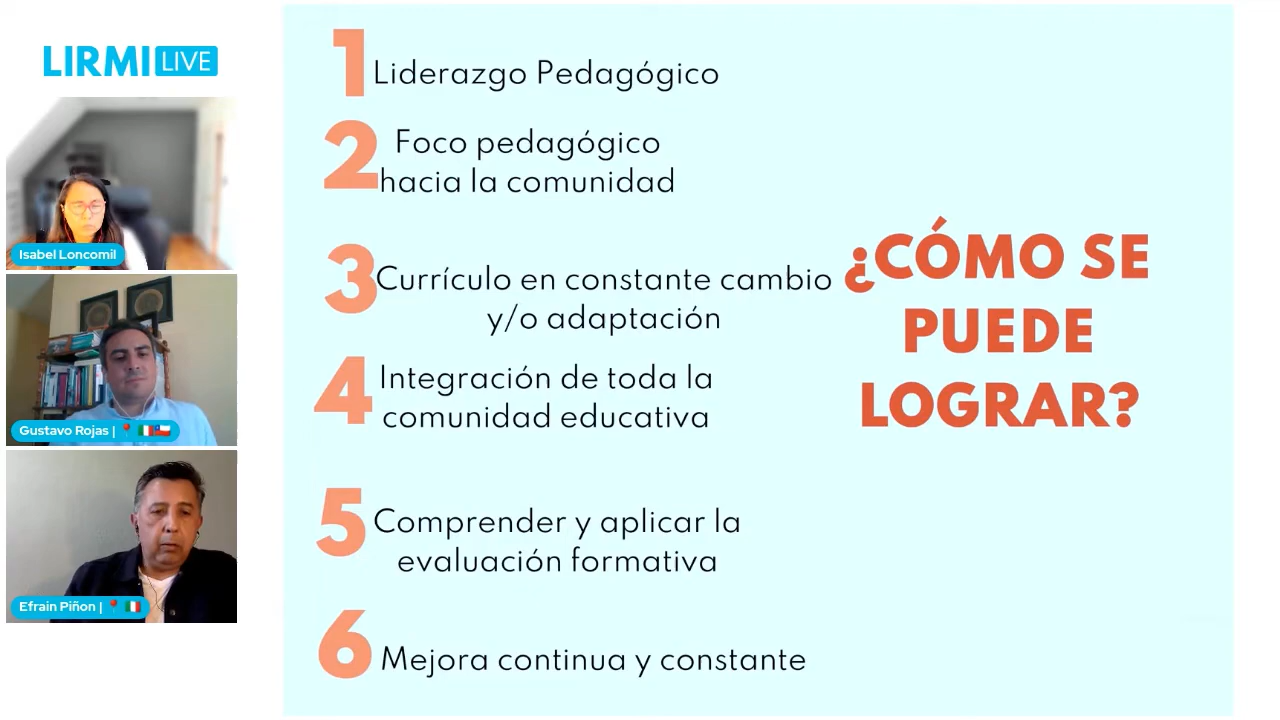 LIRMI LIVE
Isabel Loncomil
Gustavo Rojas | 📍 🇲🇽🇨🇱
Efrain Piñon | 📍 🇲🇽
1 Liderazgo Pedagógico
2 Foco pedagógico
hacia la comunidad
3 Currículo en constante cambio
y/o adaptación
4 Integración de toda la
comunidad educativa
5 Comprender y aplicar la
evaluación formativa
6 Mejora continua y constante
¿CÓMO SE
PUEDE
LOGRAR?